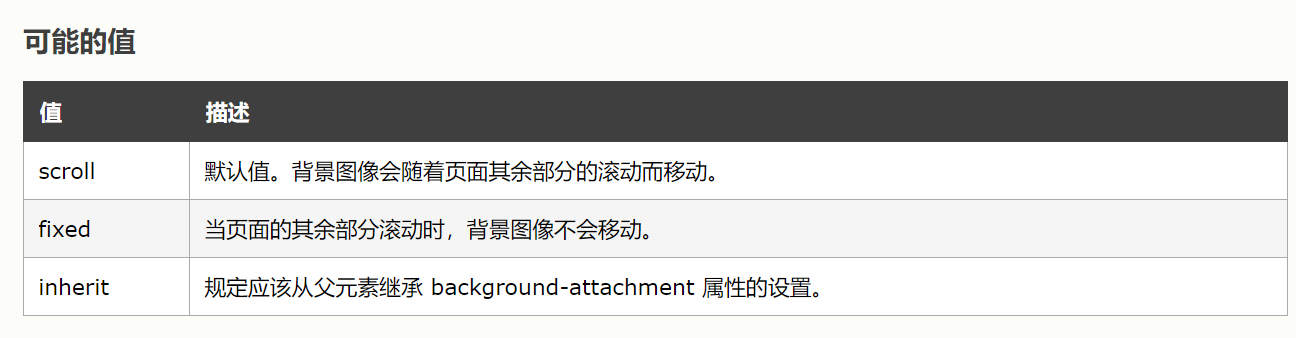 可能的值
值 描述
scroll 默认值。背景图像会随着页面其余部分的滚动而移动。
fixed 当页面的其余部分滚动时，背景图像不会移动。
inherit 规定应该从父元素继承 background-attachment 属性的设置。